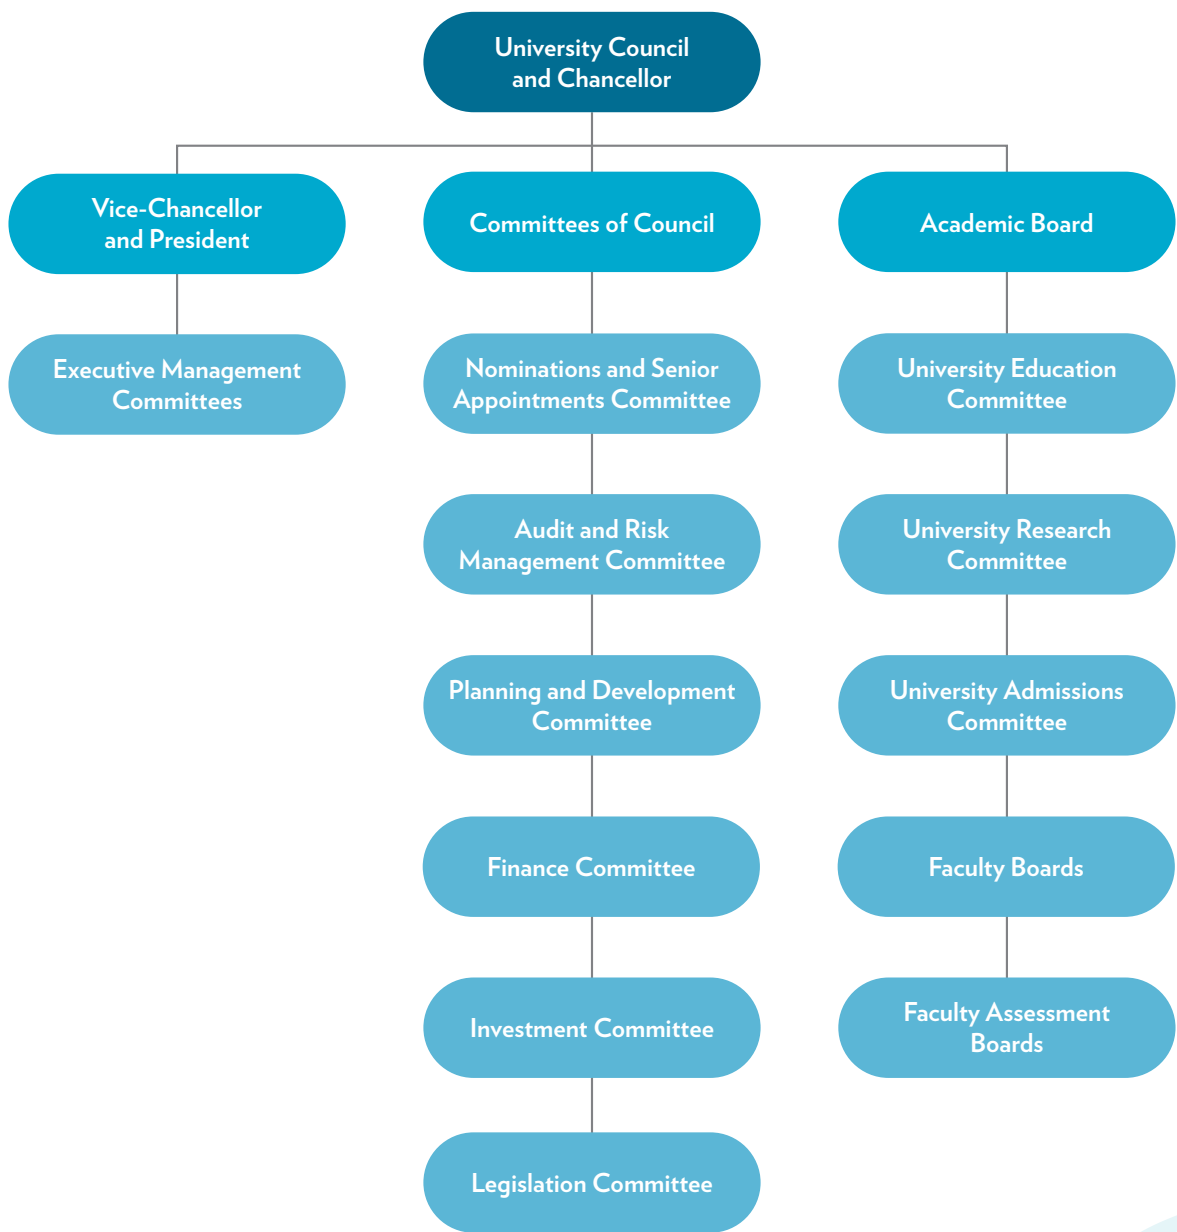 University Council
and Chancellor
Vice-Chancellor
and President
Committees of Council
Academic Board
Executive Management
Committees
Nominations and Senior
Appointments Committee
University Education
Committee
Audit and Risk
Management Committee
University Research
Committee
Planning and Development
Committee
University Admissions
Committee
Finance Committee
Faculty Boards
Investment Committee
Faculty Assessment
Boards
Legislation Committee